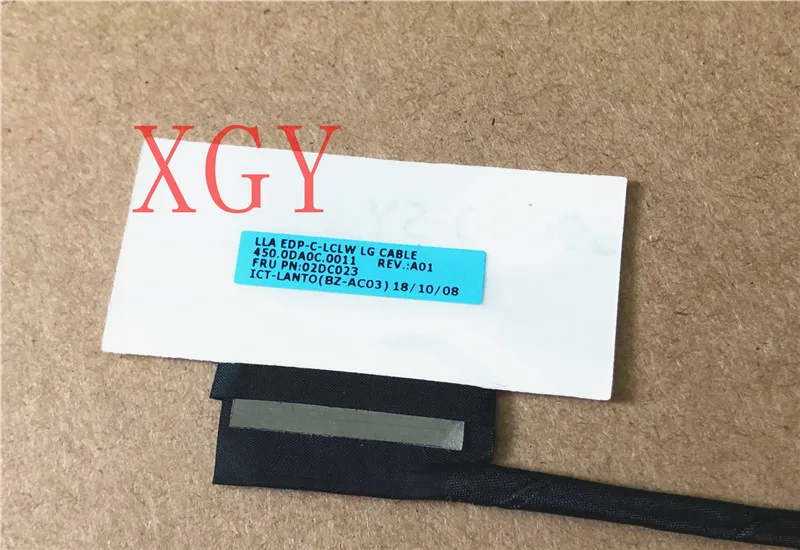 XGY
LLA EDP-C-LCLW LG CABLE
450.0DA0C.0011 REV.:A01
FRU PN:02DC023
ICT-LANTO(BZ-AC03) 18/10/08